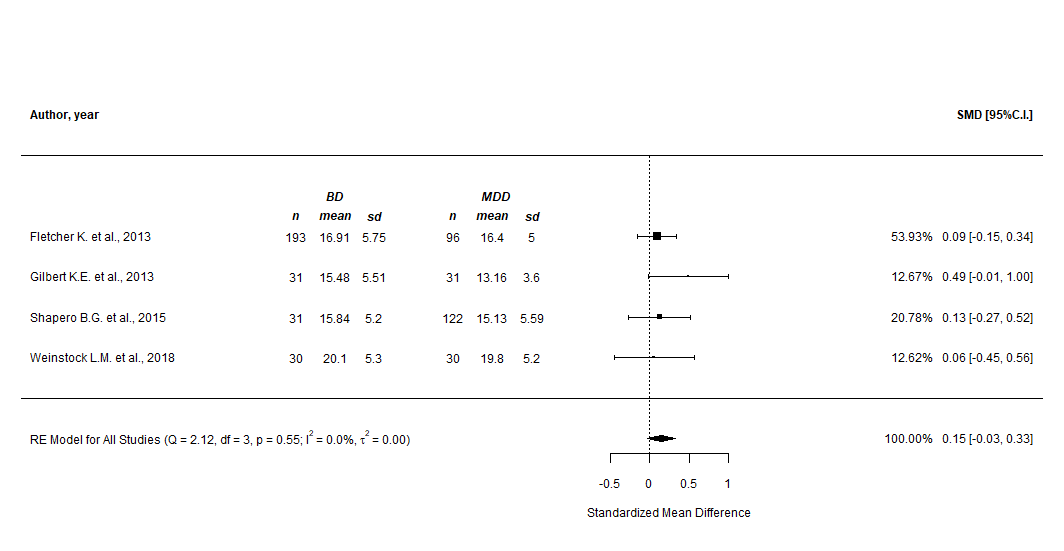 Author, year SMD [95%C.I.]
BD MDD
n mean sd n mean sd
Fletcher K. et al., 2013 193 16.91 5.75 96 16.4 5 53.93% 0.09 [-0.15, 0.34]
Gilbert K.E. et al., 2013 31 15.48 5.51 31 13.16 3.6 12.67% 0.49 [-0.01, 1.00]
Shapero B.G. et al., 2015 31 15.84 5.2 122 15.13 5.59 20.78% 0.13 [-0.27, 0.52]
Weinstock L.M. et al., 2018 30 20.1 5.3 30 19.8 5.2 12.62% 0.06 [-0.45, 0.56]
RE Model for All Studies (Q = 2.12, df = 3, p = 0.55; I² = 0.0%, τ² = 0.00) 100.00% 0.15 [-0.03, 0.33]
-0.5 0 0.5 1
Standardized Mean Difference